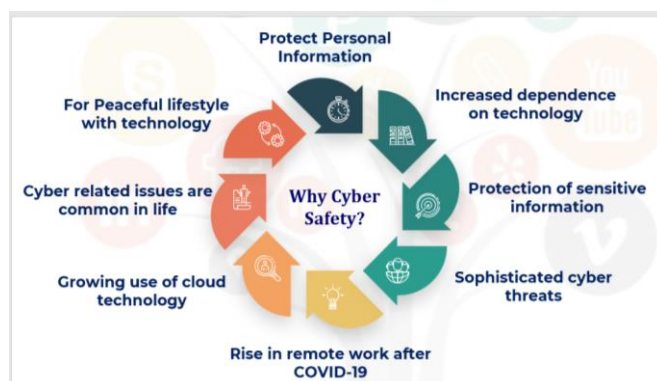 Protect Personal
Information
Increased dependence
on technology
Protection of sensitive
information
Sophisticated cyber
threats
Rise in remote work after
COVID-19
Growing use of cloud
technology
Cyber related issues are
common in life
For Peaceful lifestyle
with technology
Why Cyber
Safety?
You
Tube